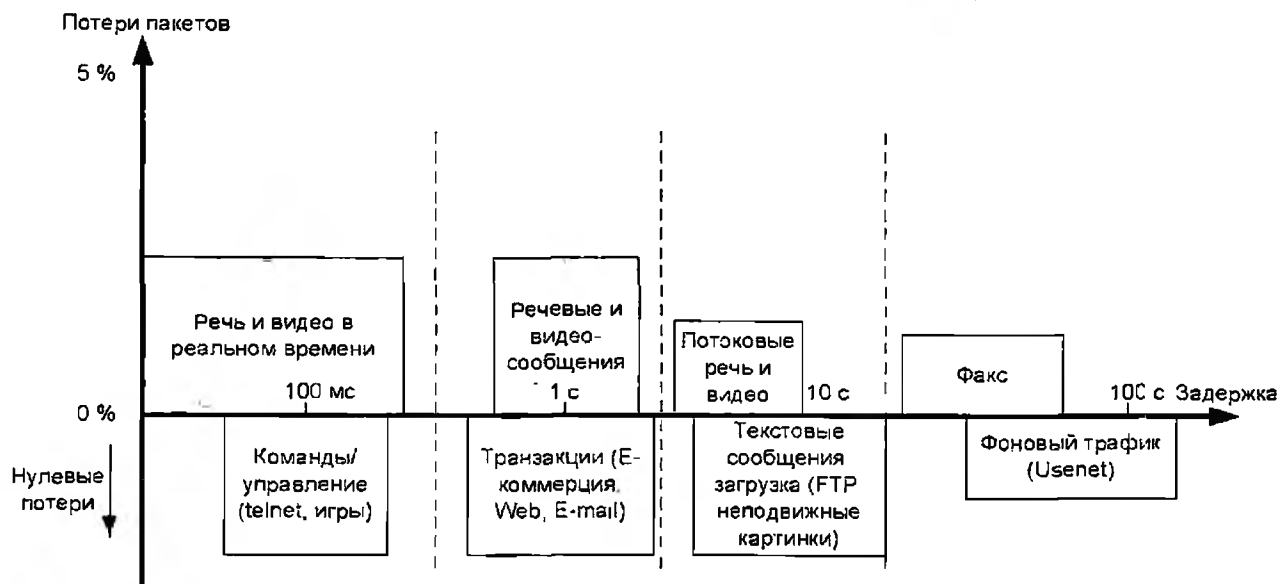 Потери пакетов
5 %
Речь и видео в
реальном времени
100 мс
Речевые и
видео-
сообщения
1 с
Потоковые
речь и
видео
10 с
Факс
100 с Задержка
0 %
Нулевые
потери
Команды/
управление
(telnet, игры)
Транзакции (E-
коммерция,
Web, E-mail)
Текстовые
сообщения
загрузка (FTP
неподвижные
картинки)
Фоновый трафик
(Usenet)